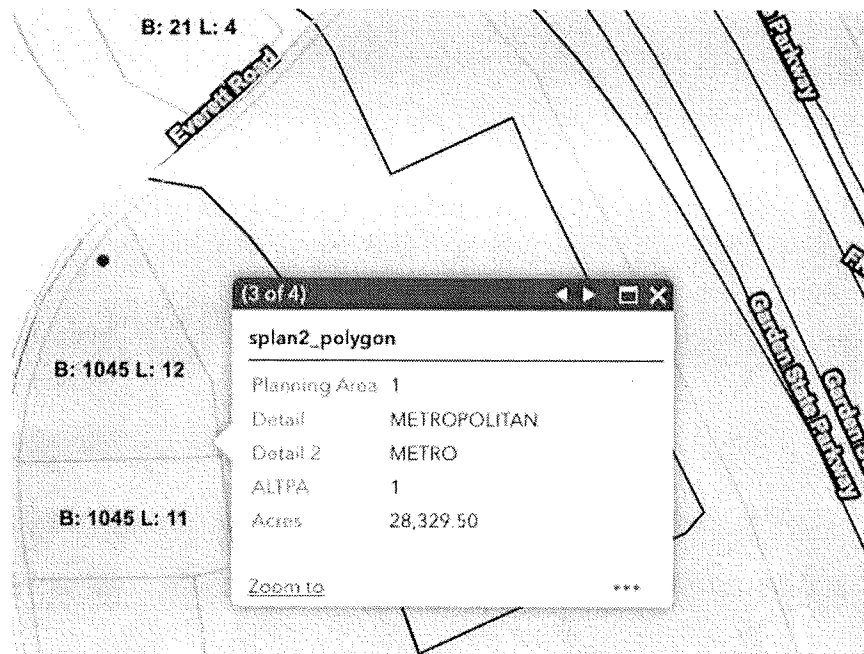 B: 21 L: 4
Everett Road
Parkway
(3 of 4)
splan2_polygon
Planning Area 1
Detail METROPOLITAN
Detail 2 METRO
ALTPA 1
Acres 28,329.50
Zoom to
B: 1045 L: 12
B: 1045 L: 11
Garden State Parkway
Garden